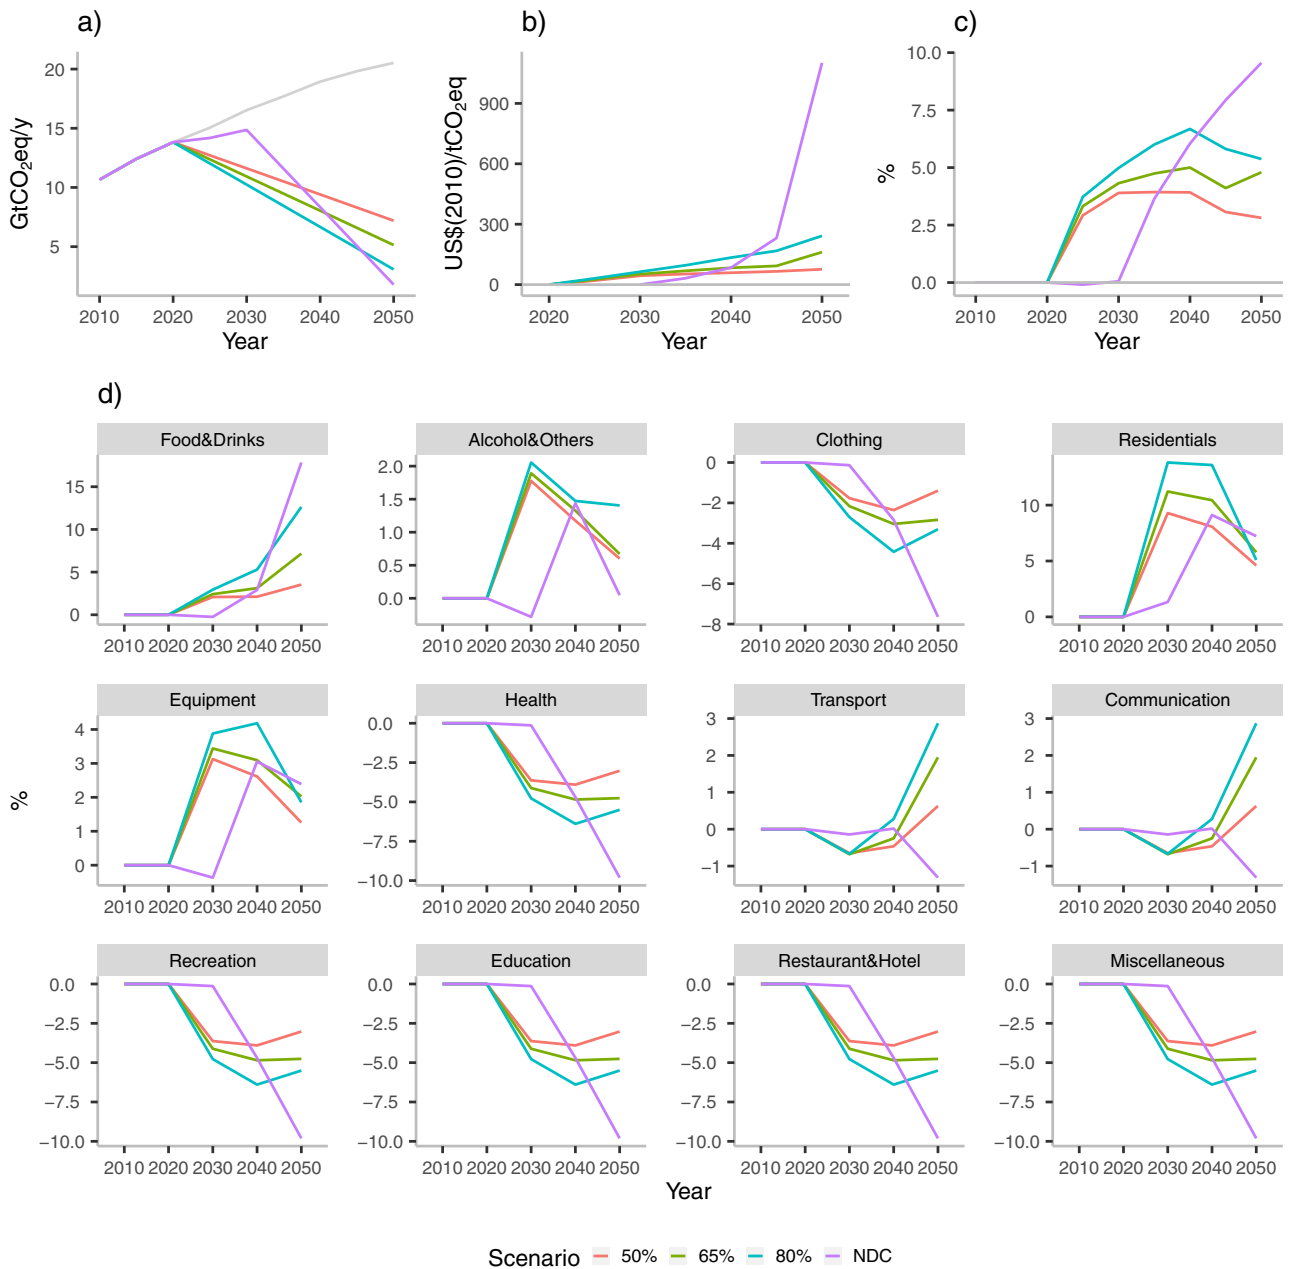 a)
b)
c)
GtCO2eq/y
20
15
10
5
2010 2020 2030 2040 2050
Year
US$(2010)/tCO2eq
900
600
300
0
2020 2030 2040 2050
Year
%
10.0
7.5
5.0
2.5
0.0
2010 2020 2030 2040 2050
Year
d)
%
Food&Drinks
15
10
5
0
2010 2020 2030 2040 2050
Alcohol&Others
2.0
1.5
1.0
0.5
0.0
2010 2020 2030 2040 2050
Clothing
0
−2
−4
−6
−8
2010 2020 2030 2040 2050
Residentials
10
5
0
2010 2020 2030 2040 2050
Equipment
4
3
2
1
0
2010 2020 2030 2040 2050
Health
0.0
−2.5
−5.0
−7.5
−10.0
2010 2020 2030 2040 2050
Transport
3
2
1
0
−1
2010 2020 2030 2040 2050
Communication
3
2
1
0
−1
2010 2020 2030 2040 2050
Recreation
0.0
−2.5
−5.0
−7.5
−10.0
2010 2020 2030 2040 2050
Education
0.0
−2.5
−5.0
−7.5
−10.0
2010 2020 2030 2040 2050
Restaurant&Hotel
0.0
−2.5
−5.0
−7.5
−10.0
2010 2020 2030 2040 2050
Miscellaneous
0.0
−2.5
−5.0
−7.5
−10.0
2010 2020 2030 2040 2050
Year
Scenario 50% 65% 80% NDC